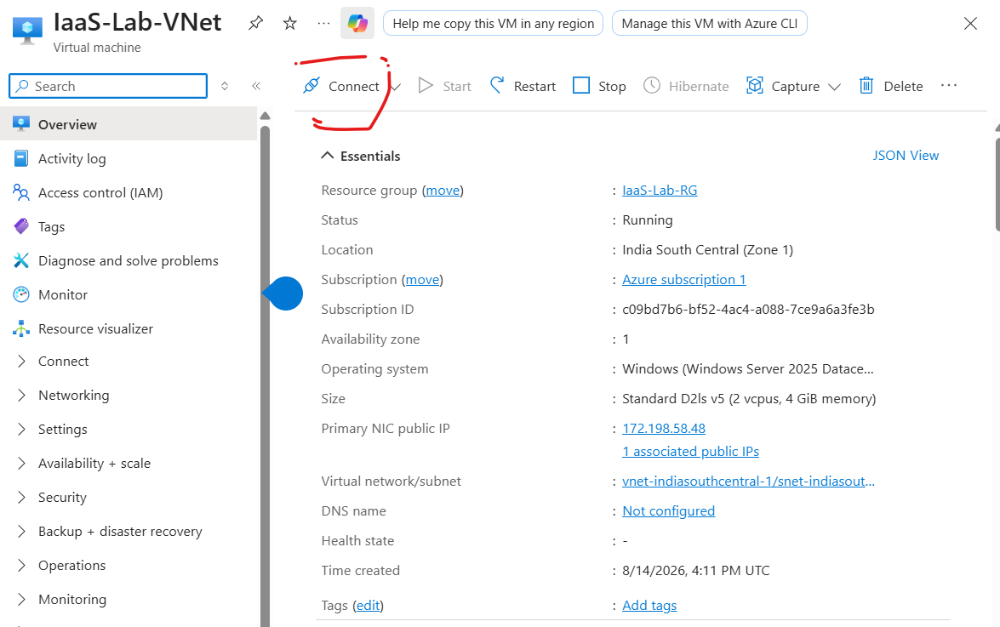 IaaS-Lab-VNet
Virtual machine
Help me copy this VM in any region
Manage this VM with Azure CLI
Search
Connect Start Restart Stop Hibernate Capture Delete
Overview
Activity log
Access control (IAM)
Tags
Diagnose and solve problems
Monitor
Resource visualizer
Connect
Networking
Settings
Availability + scale
Security
Backup + disaster recovery
Operations
Monitoring
Essentials
JSON View
Resource group (move) : IaaS-Lab-RG
Status : Running
Location : India South Central (Zone 1)
Subscription (move) : Azure subscription 1
Subscription ID : c09bd7b6-bf52-4ac4-a088-7ce9a6a3fe3b
Availability zone : 1
Operating system : Windows (Windows Server 2025 Datace...
Size : Standard D2ls v5 (2 vcpus, 4 GiB memory)
Primary NIC public IP : 172.198.58.48
1 associated public IPs
Virtual network/subnet : vnet-indiasouthcentral-1/snet-indiasout...
DNS name : Not configured
Health state : -
Time created : 8/14/2026, 4:11 PM UTC
Tags (edit) : Add tags